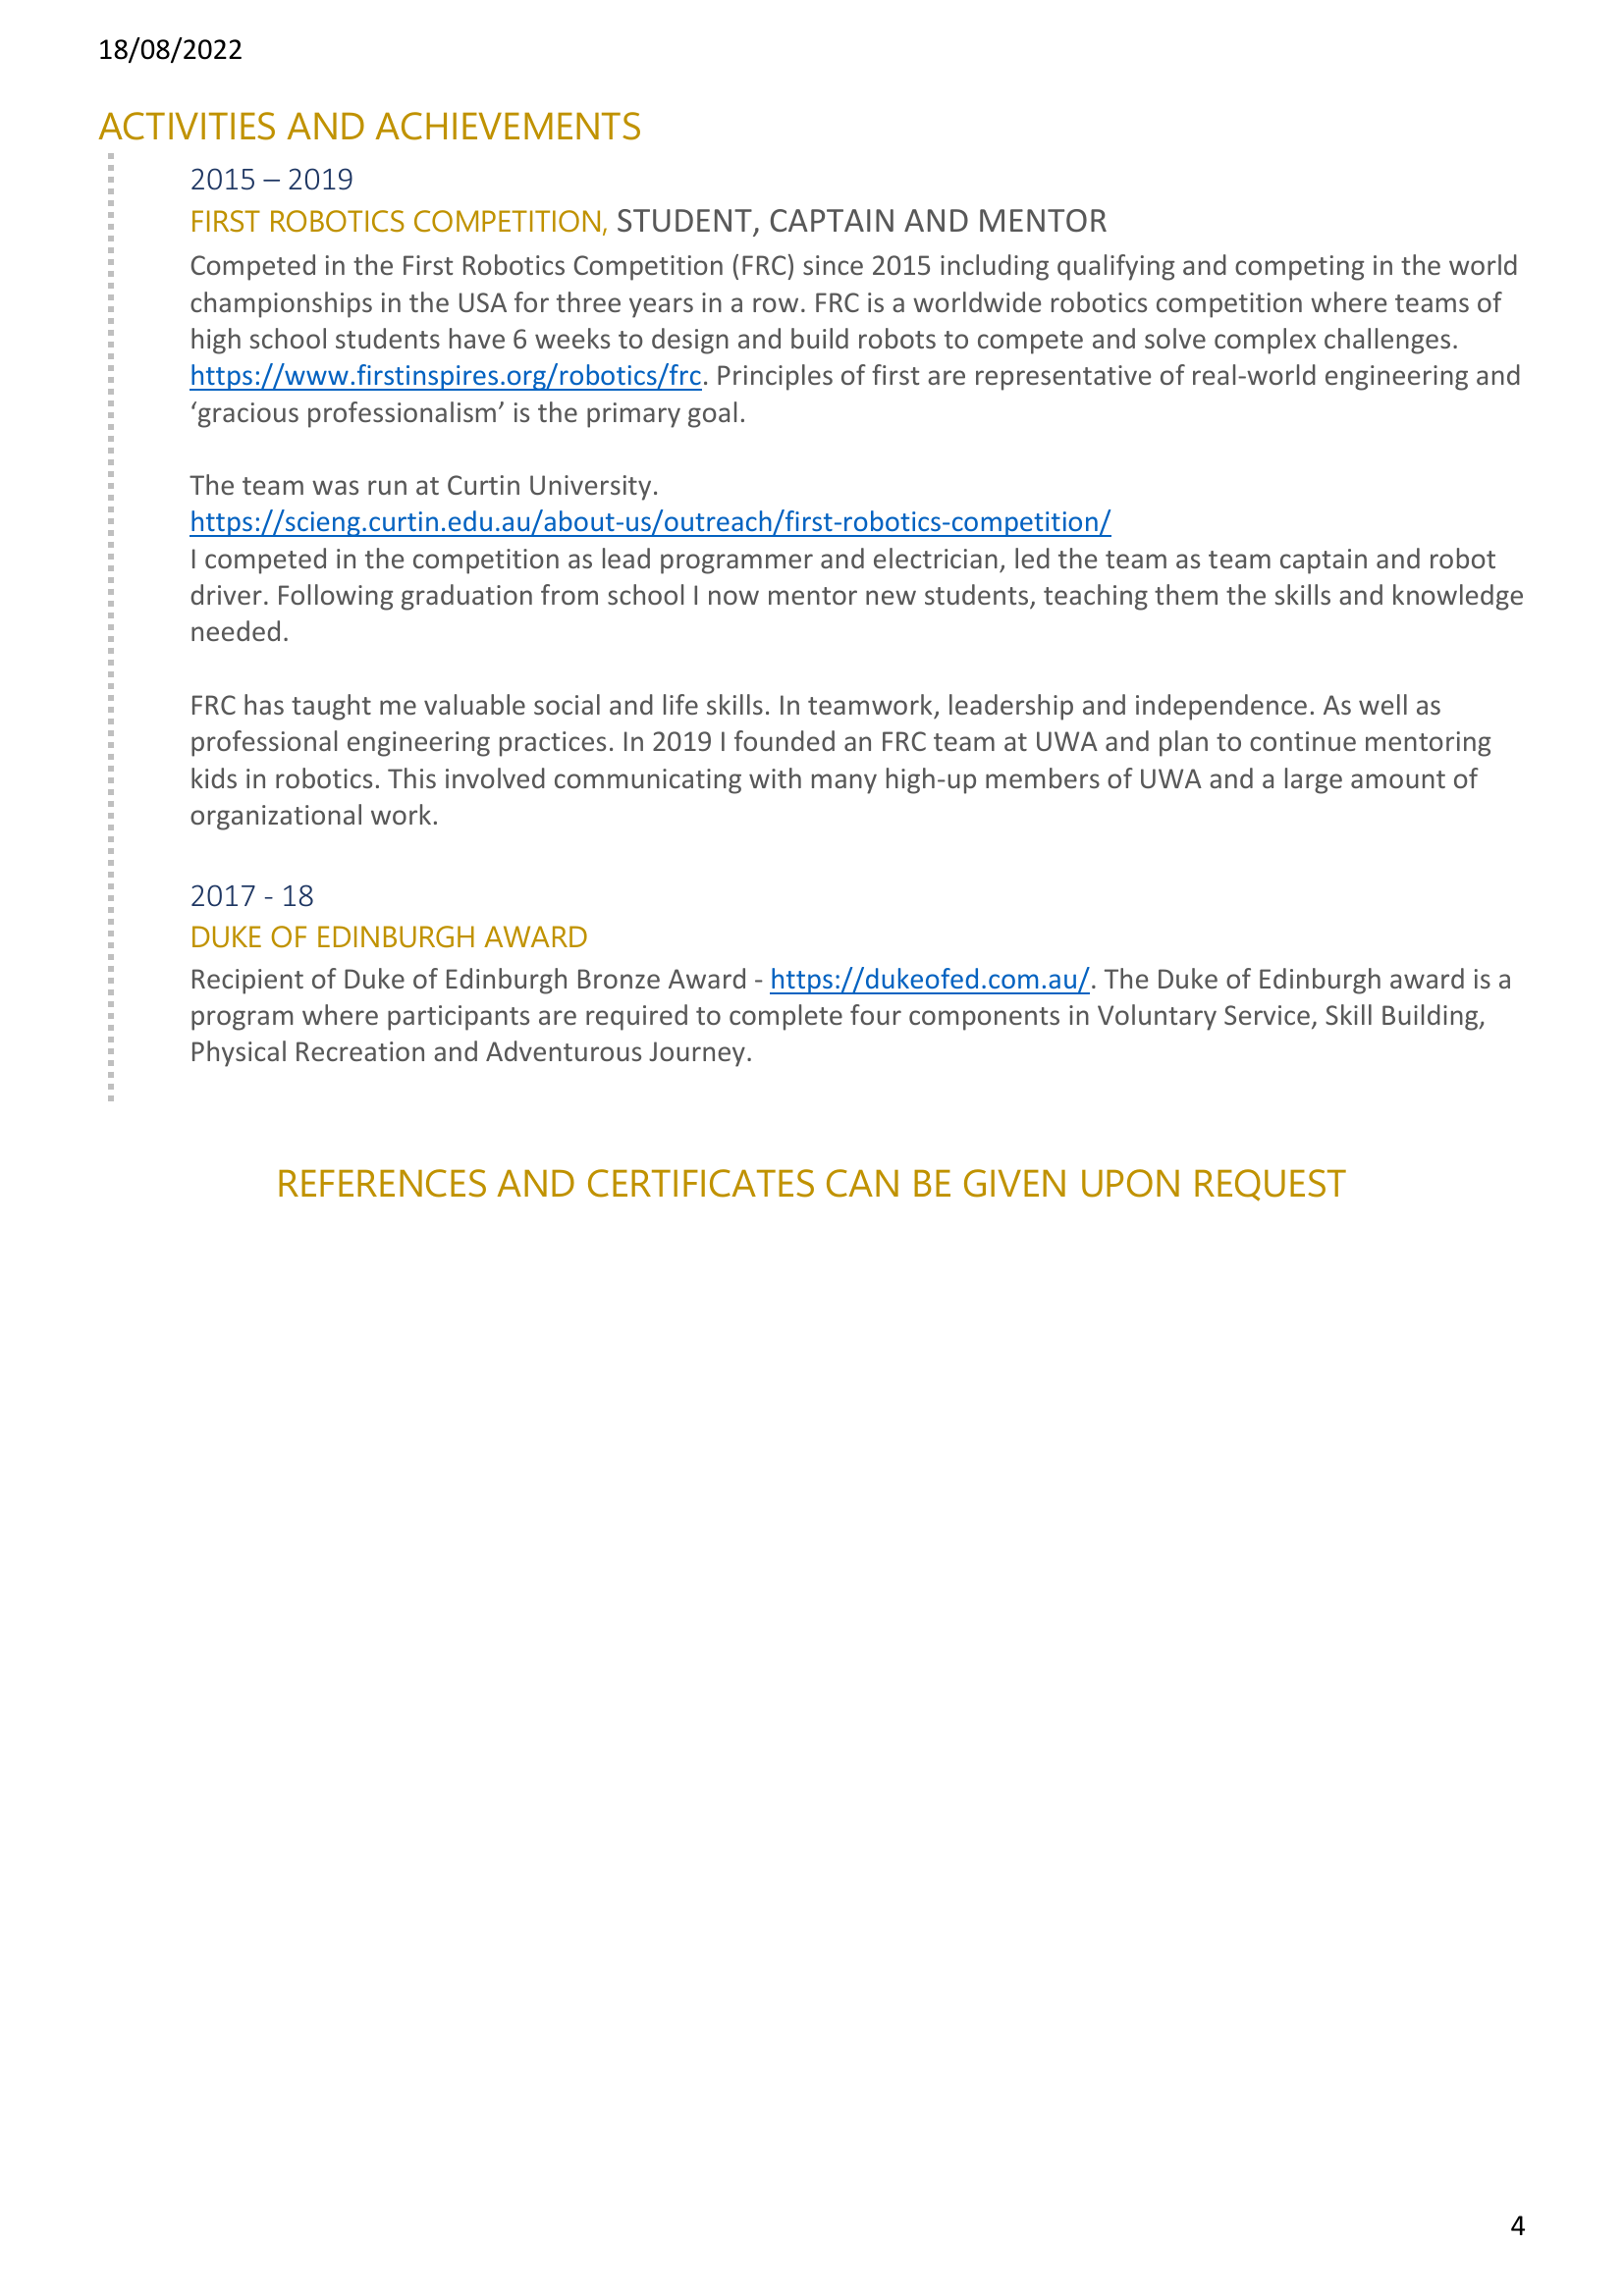 18/08/2022
ACTIVITIES AND ACHIEVEMENTS
2015 – 2019
FIRST ROBOTICS COMPETITION, STUDENT, CAPTAIN AND MENTOR
Competed in the First Robotics Competition (FRC) since 2015 including qualifying and competing in the world
championships in the USA for three years in a row. FRC is a worldwide robotics competition where teams of
high school students have 6 weeks to design and build robots to compete and solve complex challenges.
https://www.firstinspires.org/robotics/frc. Principles of first are representative of real-world engineering and
‘gracious professionalism’ is the primary goal.
The team was run at Curtin University.
https://scieng.curtin.edu.au/about-us/outreach/first-robotics-competition/
I competed in the competition as lead programmer and electrician, led the team as team captain and robot
driver. Following graduation from school I now mentor new students, teaching them the skills and knowledge
needed.
FRC has taught me valuable social and life skills. In teamwork, leadership and independence. As well as
professional engineering practices. In 2019 I founded an FRC team at UWA and plan to continue mentoring
kids in robotics. This involved communicating with many high-up members of UWA and a large amount of
organizational work.
2017 - 18
DUKE OF EDINBURGH AWARD
Recipient of Duke of Edinburgh Bronze Award - https://dukeofed.com.au/. The Duke of Edinburgh award is a
program where participants are required to complete four components in Voluntary Service, Skill Building,
Physical Recreation and Adventurous Journey.
REFERENCES AND CERTIFICATES CAN BE GIVEN UPON REQUEST
4